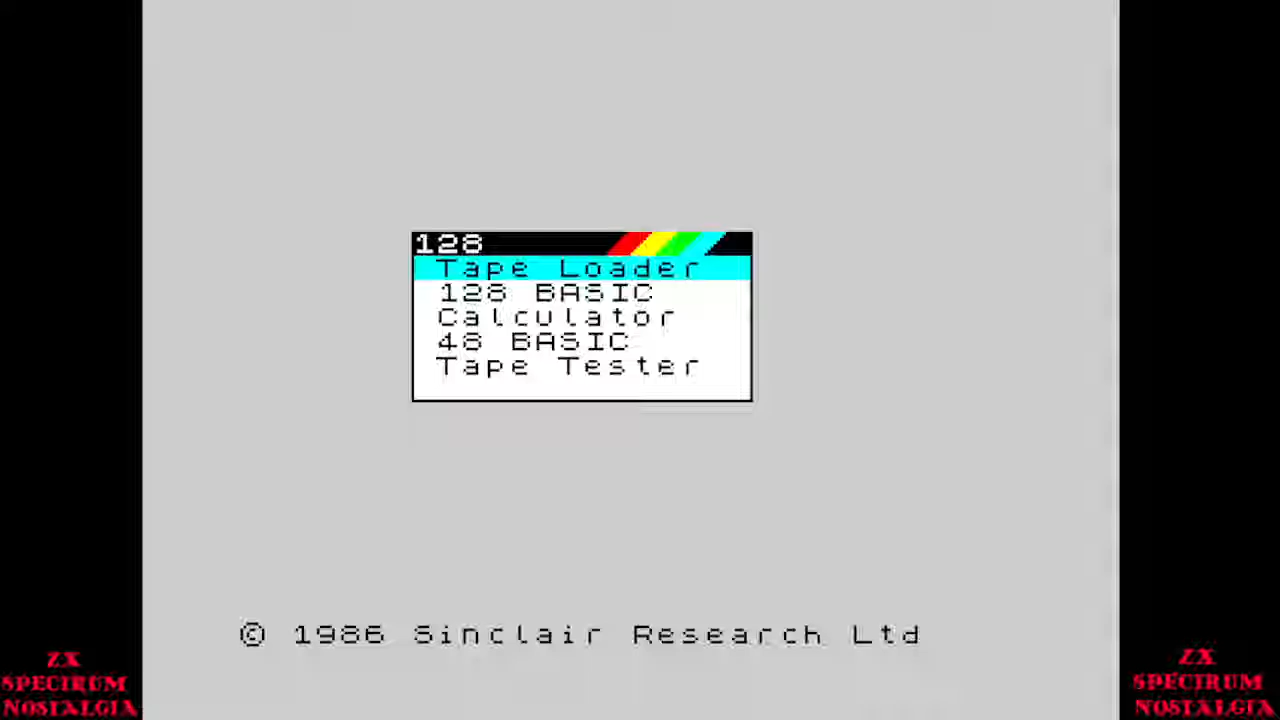 128
Tape Loader
128 BASIC
Calculator
48 BASIC
Tape Tester
© 1986 Sinclair Research Ltd
ZX
SPECTRUM
NOSTALGIA
ZX
SPECTRUM
NOSTALGIA